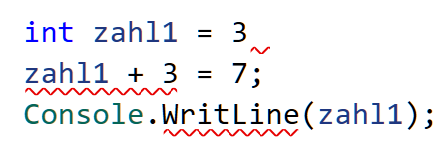 int zahl1 = 3
zahl1 + 3 = 7;
Console.WritLine(zahl1);